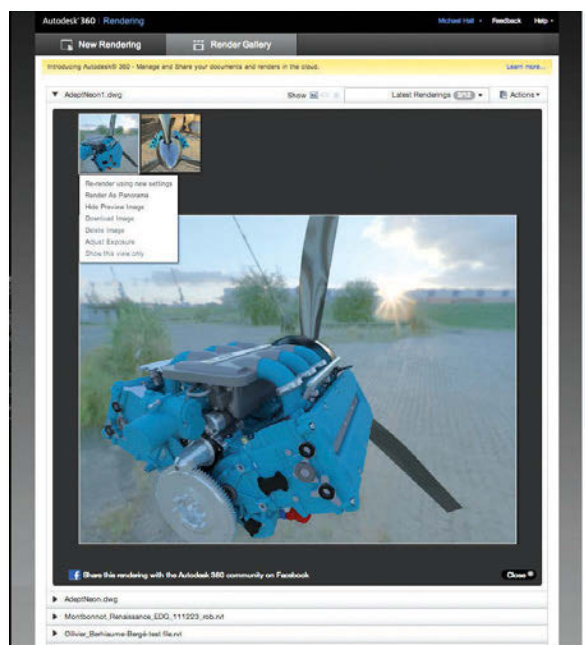 Autodesk® 360 | Rendering
Michael Hall
Feedback
Help
New Rendering
Render Gallery
Introducing Autodesk® 360 - Manage and Share your documents and renders in the cloud.
Learn more...
AdeptNeon1.dwg
Show
Latest Renderings
Actions
Re-render using new settings
Render As Panorama
Hide Preview Image
Download Image
Delete Image
Adjust Exposure
Show this view only
Share this rendering with the Autodesk 360 community on Facebook
Close
AdeptNeon.dwg
Montbonnot_Renaissance_EDG_111223_rob.rvt
Ollivier_Barhiaume-Bergé-test file.rvt